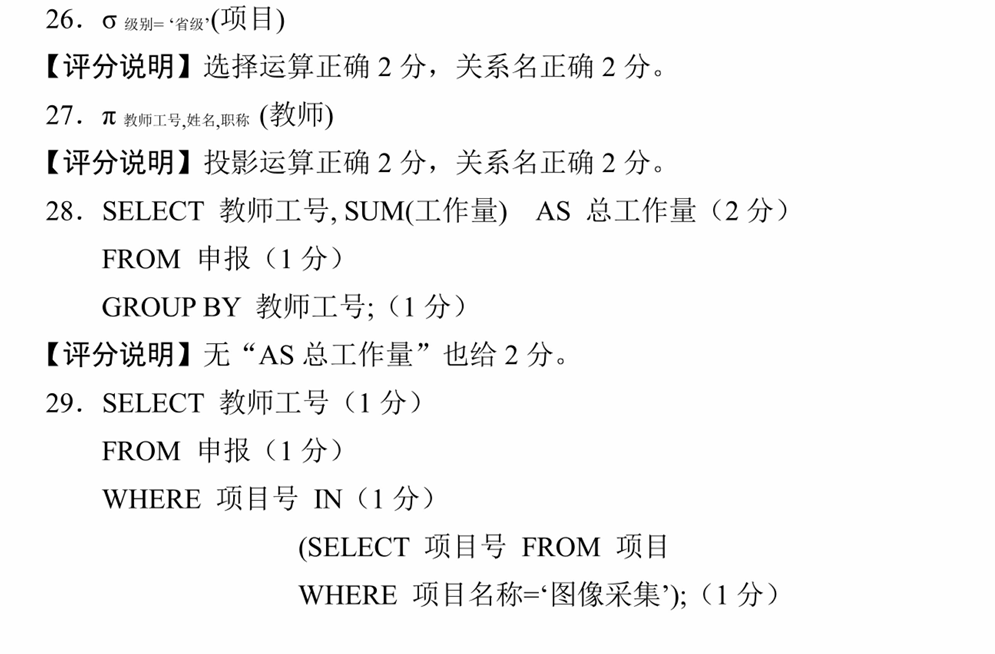 26．σ 级别= ‘省级’(项目)
【评分说明】选择运算正确 2 分，关系名正确 2 分。
27．π 教师工号,姓名,职称 (教师)
【评分说明】投影运算正确 2 分，关系名正确 2 分。
28．SELECT 教师工号, SUM(工作量) AS 总工作量（2 分）
FROM 申报（1 分）
GROUP BY 教师工号;（1 分）
【评分说明】无“AS 总工作量”也给 2 分。
29．SELECT 教师工号（1 分）
FROM 申报（1 分）
WHERE 项目号 IN（1 分）
(SELECT 项目号 FROM 项目
WHERE 项目名称=‘图像采集’);（1 分）